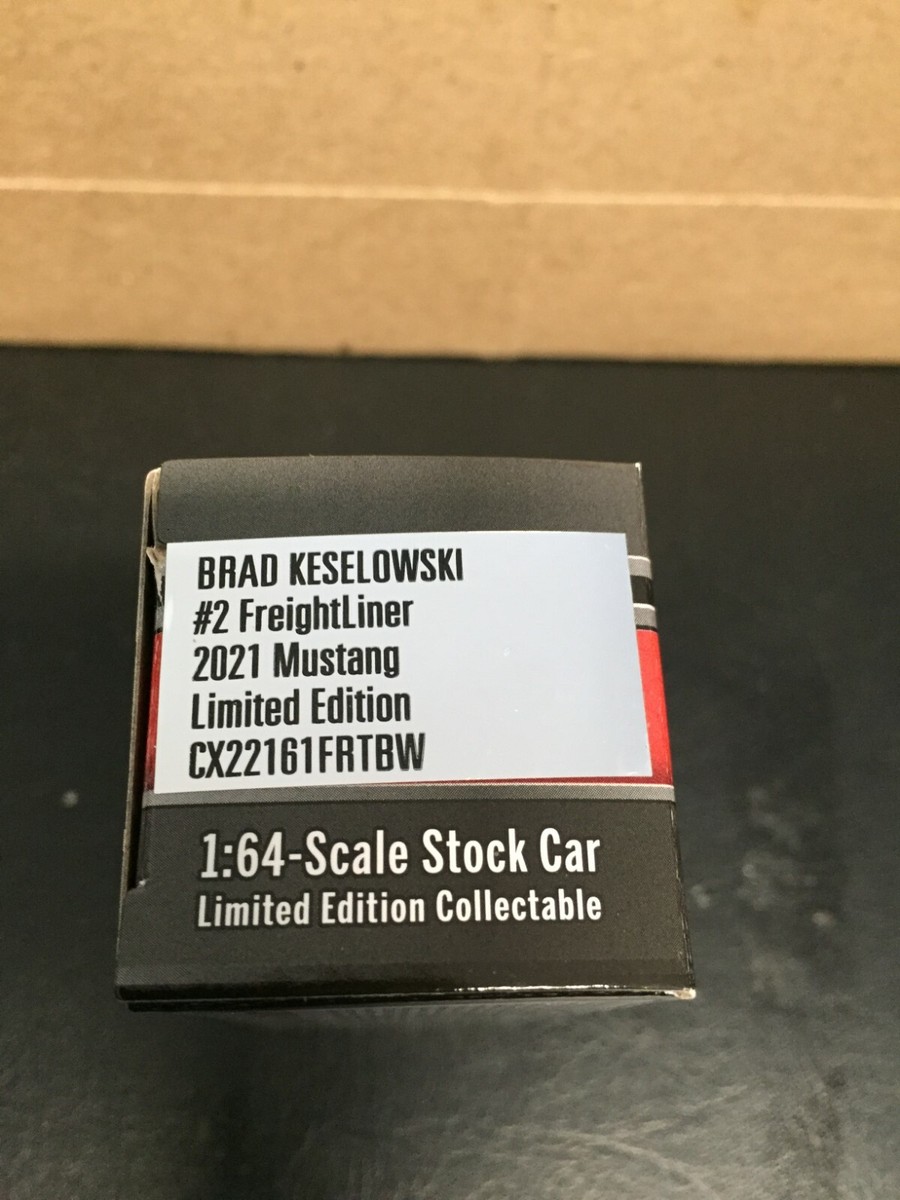 BRAD KESELOWSKI
#2 FreightLiner
2021 Mustang
Limited Edition
CX22161FRTBW
1:64-Scale Stock Car
Limited Edition Collectable